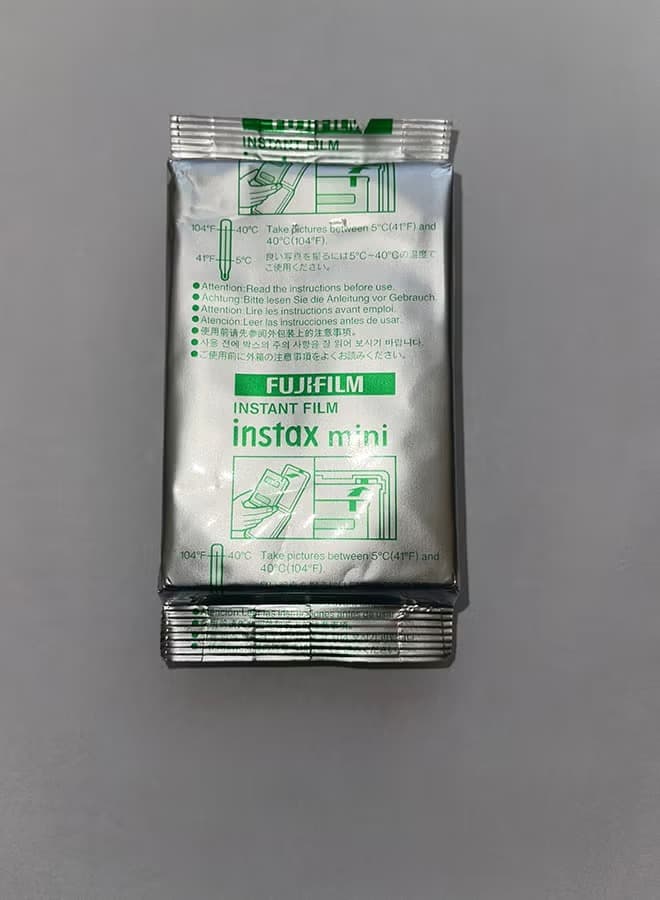 FUJIFILM
INSTANT FILM
104°F 40°C Take pictures between 5°C(41°F) and
40°C(104°F).
41°F 5°C 良い写真を撮るには5°C~40°Cの温度で
ご使用ください。
●Attention:Read the instructions before use.
●Achtung:Bitte lesen Sie die Anleitung vor Gebrauch.
●Attention:Lire les instructions avant emploi.
●Atención:Leer las instrucciones antes de usar.
●使用前请先参阅外包装上的注意事项。
●사용 전에 박스의 주의 사항을 잘 읽어 보시기 바랍니다.
●ご使用前に外箱の注意事項をよくお読みください。
FUJIFILM
INSTANT FILM
instax mini
104°F 40°C Take pictures between 5°C(41°F) and
40°C(104°F).
Atención:Leer las instrucciones antes de usar